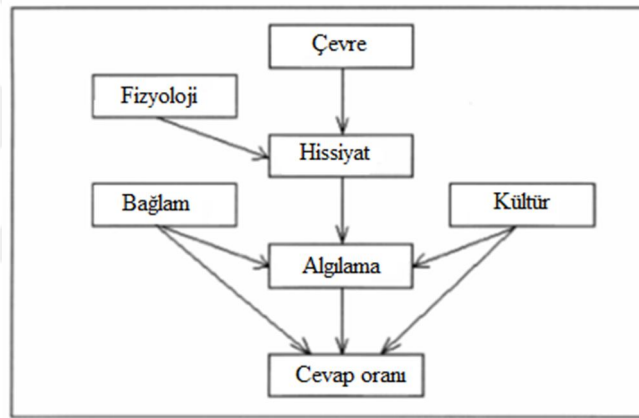 Çevre
Fizyoloji
Hissiyat
Bağlam
Kültür
Algılama
Cevap oranı